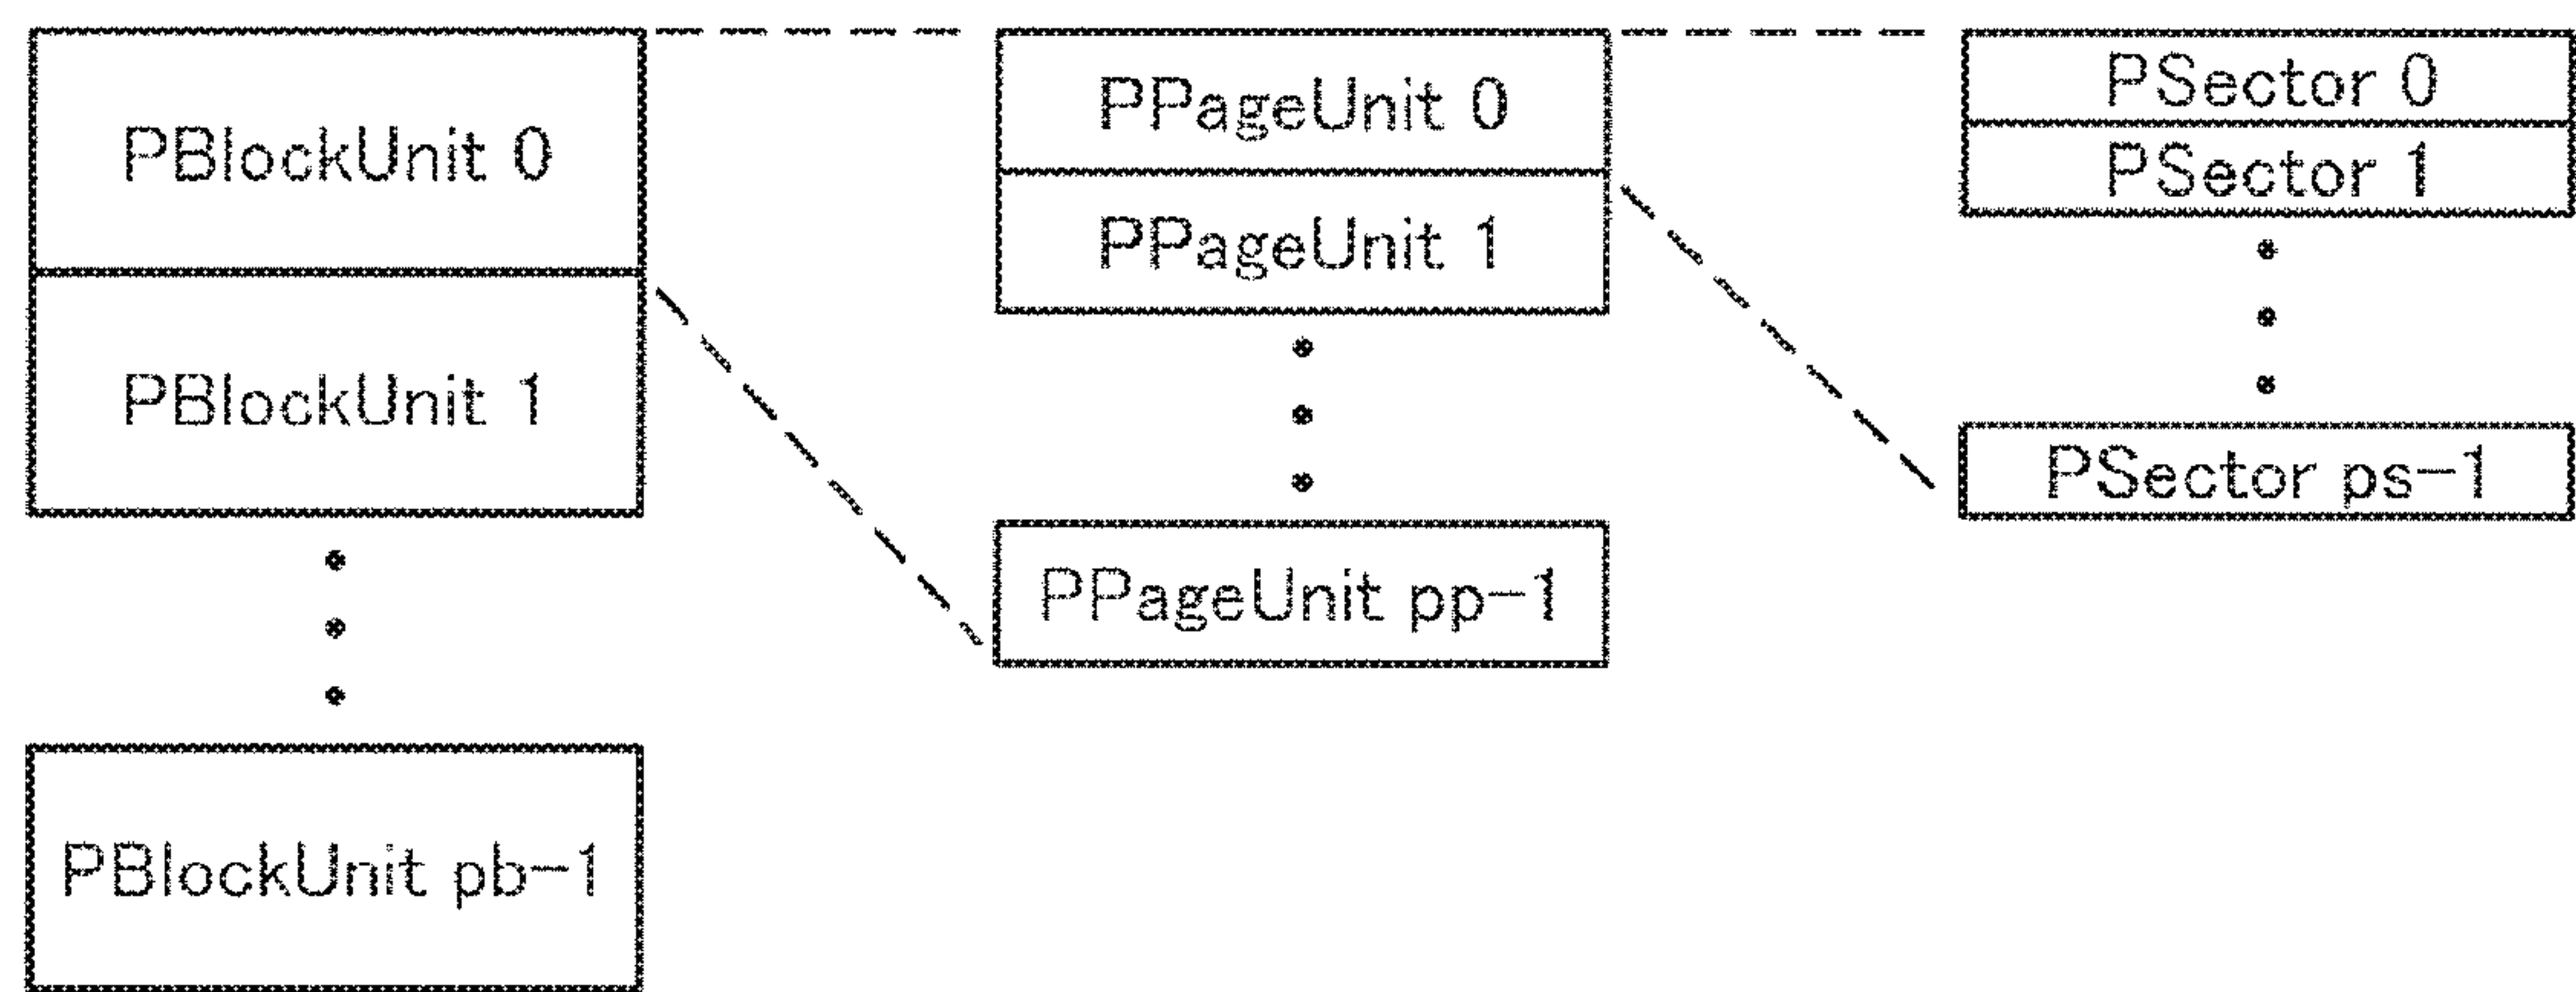 PBlockUnit 0
PBlockUnit 1
PBlockUnit pb-1
PPageUnit 0
PPageUnit 1
PPageUnit pp-1
PSector 0
PSector 1
PSector ps-1